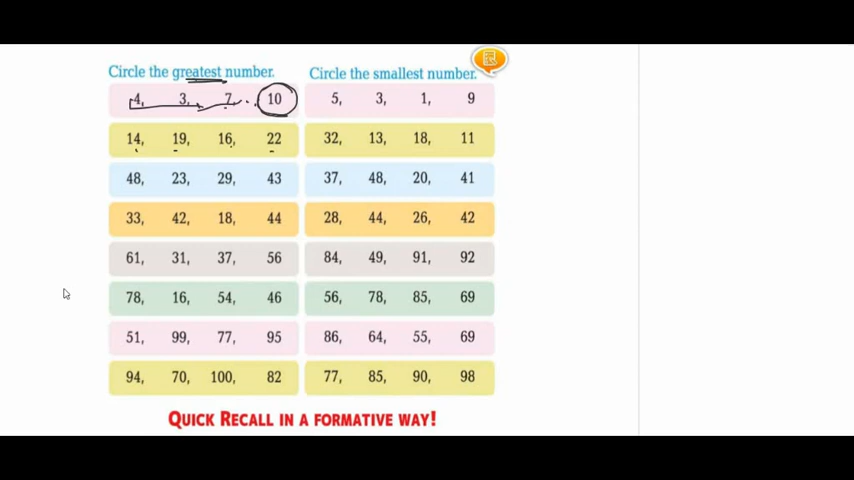 Circle the greatest number.
4, 3, 7, 10
14, 19, 16, 22
48, 23, 29, 43
33, 42, 18, 44
61, 31, 37, 56
78, 16, 54, 46
51, 99, 77, 95
94, 70, 100, 82
Circle the smallest number.
5, 3, 1, 9
32, 13, 18, 11
37, 48, 20, 41
28, 44, 26, 42
84, 49, 91, 92
56, 78, 85, 69
86, 64, 55, 69
77, 85, 90, 98
QUICK RECALL IN A FORMATIVE WAY!